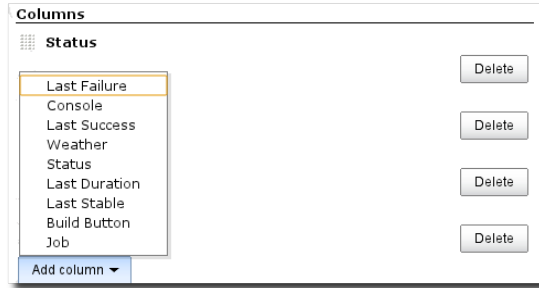 Columns
Status
Delete
Last Failure
Console
Last Success
Delete
Weather
Status
Last Duration
Delete
Last Stable
Build Button
Job
Delete
Add column